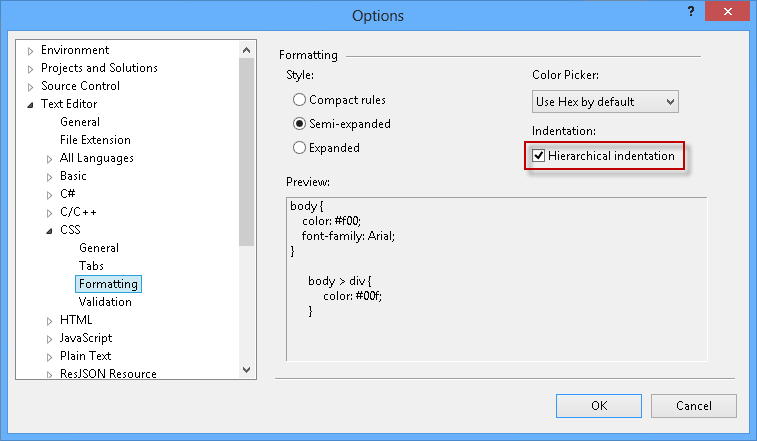 Options
?
Environment
Projects and Solutions
Source Control
Text Editor
General
File Extension
All Languages
Basic
C#
C/C++
CSS
General
Tabs
Formatting
Validation
HTML
JavaScript
Plain Text
ResJSON Resource
Formatting
Style:
Compact rules
Semi-expanded
Expanded
Color Picker:
Use Hex by default
Indentation:
Hierarchical indentation
Preview:
body {
color: #f00;
font-family: Arial;
}
body > div {
color: #00f;
}
OK
Cancel